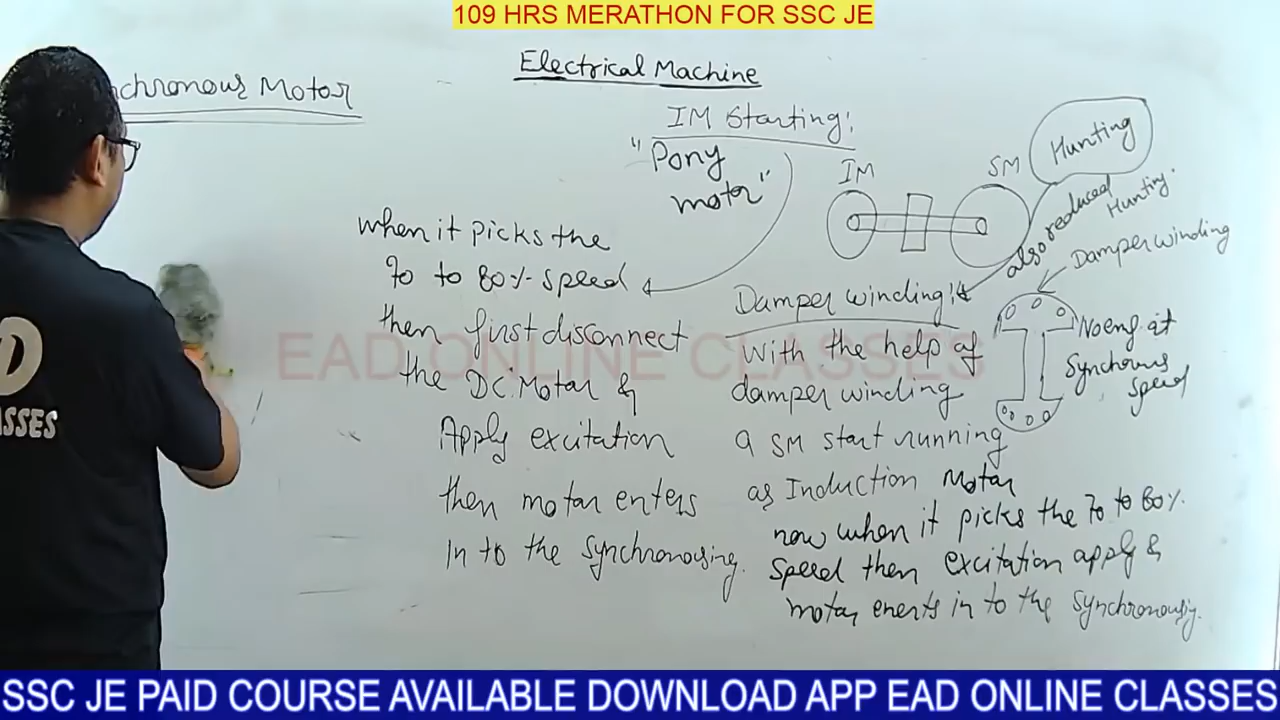 109 HRS MERATHON FOR SSC JE
Electrical Machine
nchronous Motor
IM Starting:
"Pony
motor"
when it picks the
70 to 80% speed
then first disconnect
the DC Motor &
Apply excitation
then motor enters
In to the Synchronousing.
IM
SM
Hunting
also reduced
Hunting.
Damper winding
Damper winding:
With the help of
damper winding
a SM start running
as Induction Motor
now when it picks the 70 to 80%.
Speed then excitation apply &
motor enerts in to the Synchronousiy.
No emf at
Synchronus
speed
EAD ONLINE CLASSES
D
ASSES
SSC JE PAID COURSE AVAILABLE DOWNLOAD APP EAD ONLINE CLASSES